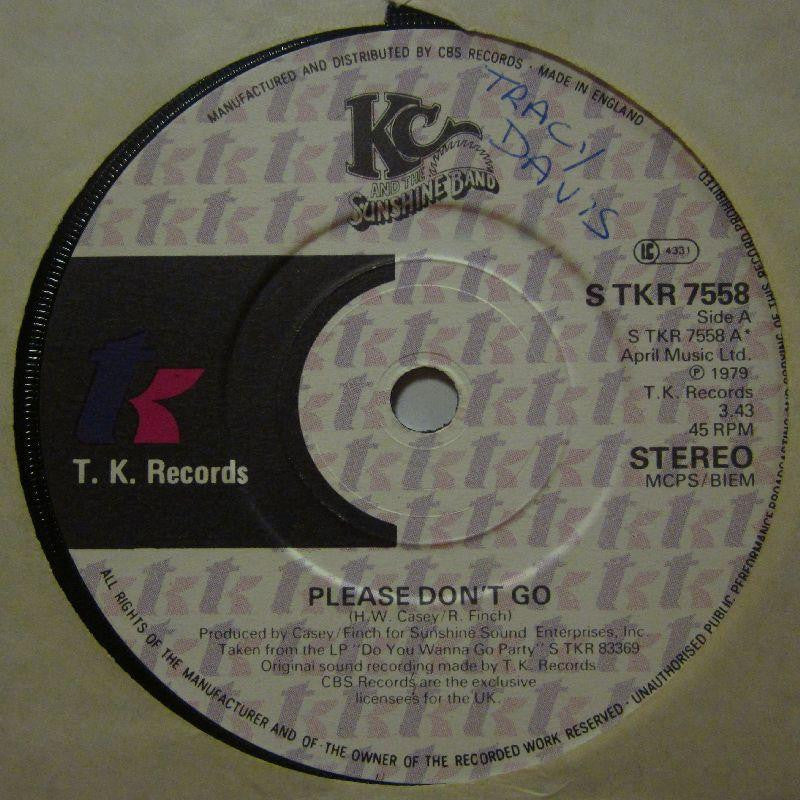 MANUFACTURED AND DISTRIBUTED BY CBS RECORDS · MADE IN ENGLAND
KC
AND THE
SUNSHINE BAND
TRACY
DAVIS
LC 4331
S TKR 7558
Side A
S TKR 7558 A*
April Music Ltd.
℗ 1979
T.K. Records
3.43
45 RPM
STEREO
MCPS/BIEM
tk
T. K. Records
PLEASE DON'T GO
(H.W. Casey/R. Finch)
Produced by Casey/Finch for Sunshine Sound Enterprises, Inc
Taken from the LP "Do You Wanna Go Party" S TKR 83369
Original sound recording made by T.K. Records
CBS Records are the exclusive
licensees for the UK.
ALL RIGHTS OF THE MANUFACTURER AND OF THE OWNER OF THE RECORDED WORK RESERVED · UNAUTHORISED PUBLIC PERFORMANCE BROADCASTING AND COPYING OF THIS RECORD PROHIBITED